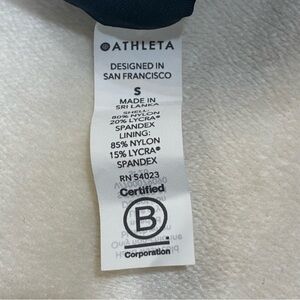 ATHLETA
DESIGNED IN
SAN FRANCISCO
S
MADE IN
SRI LANKA
SHELL:
80% NYLON
20% LYCRA®
SPANDEX
LINING:
85% NYLON
15% LYCRA®
SPANDEX
RN 54023
Certified
B
Corporation